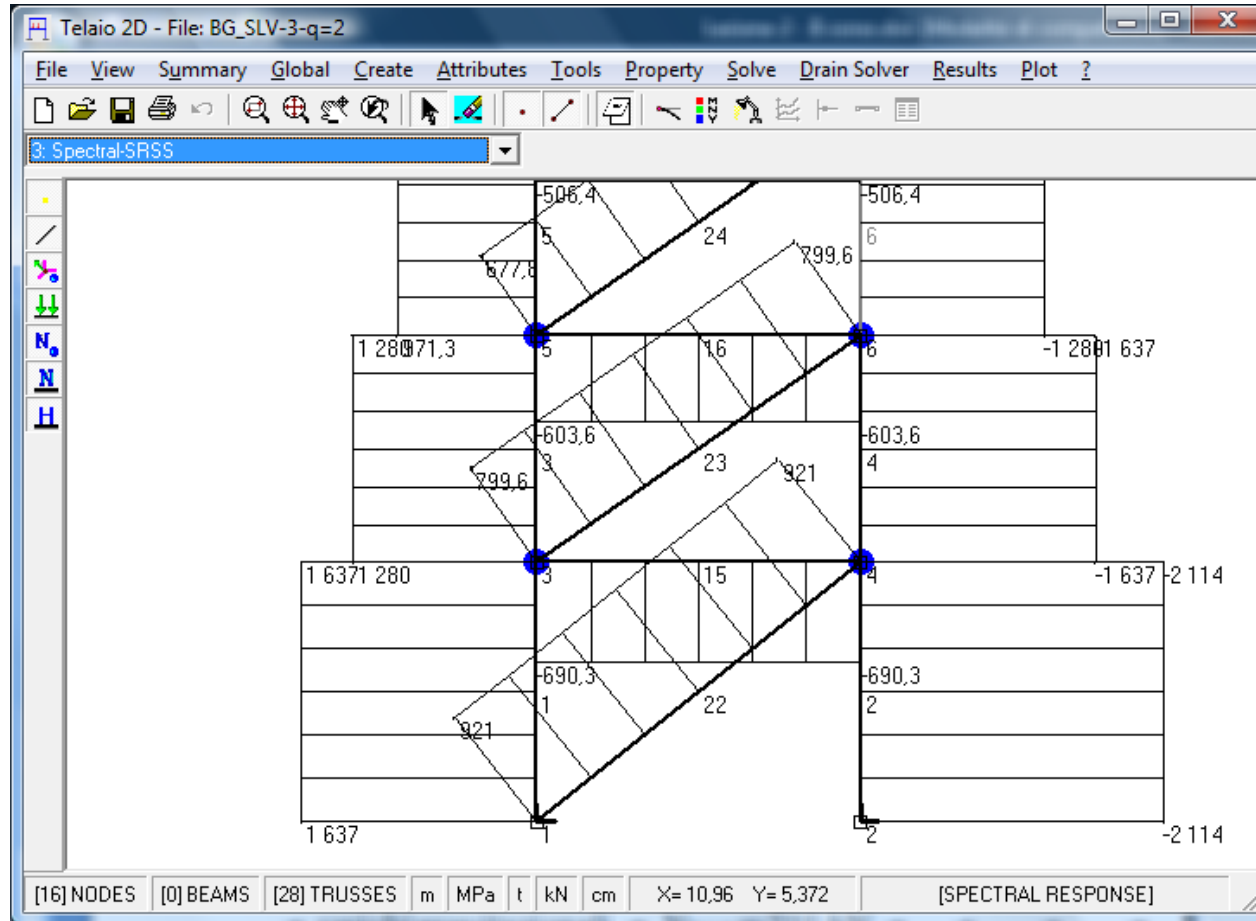 Telaio 2D - File: BG_SLV-3-q=2
File View Summary Global Create Attributes Tools Property Solve Drain Solver Results Plot ?
3: Spectral-SRSS
-506,4 -506,4
5 24 6
677,8 799,6
1 280 971,3 5 16 6 -1 280 -1 637
-603,6 -603,6
3 23 4
799,6 921
1 637 1 280 3 15 4 -1 637 -2 114
-690,3 -690,3
1 22 2
921
1 637 1 2 -2 114
[16] NODES [0] BEAMS [28] TRUSSES m MPa t kN cm X= 10,96 Y= 5,372 [SPECTRAL RESPONSE]